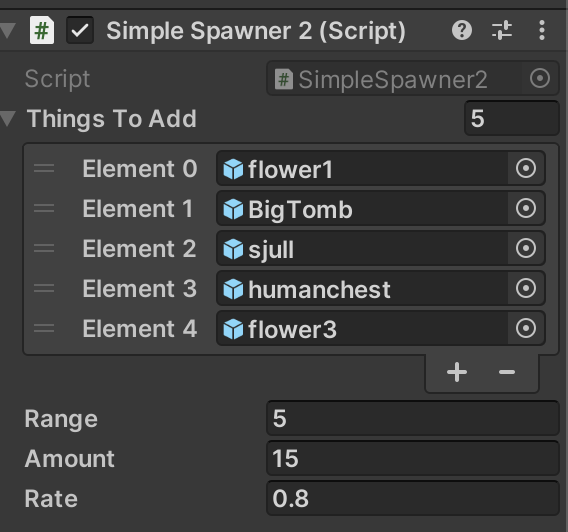 Simple Spawner 2 (Script)
Script SimpleSpawner2
Things To Add 5
Element 0 flower1
Element 1 BigTomb
Element 2 sjull
Element 3 humanchest
Element 4 flower3
+ −
Range 5
Amount 15
Rate 0.8